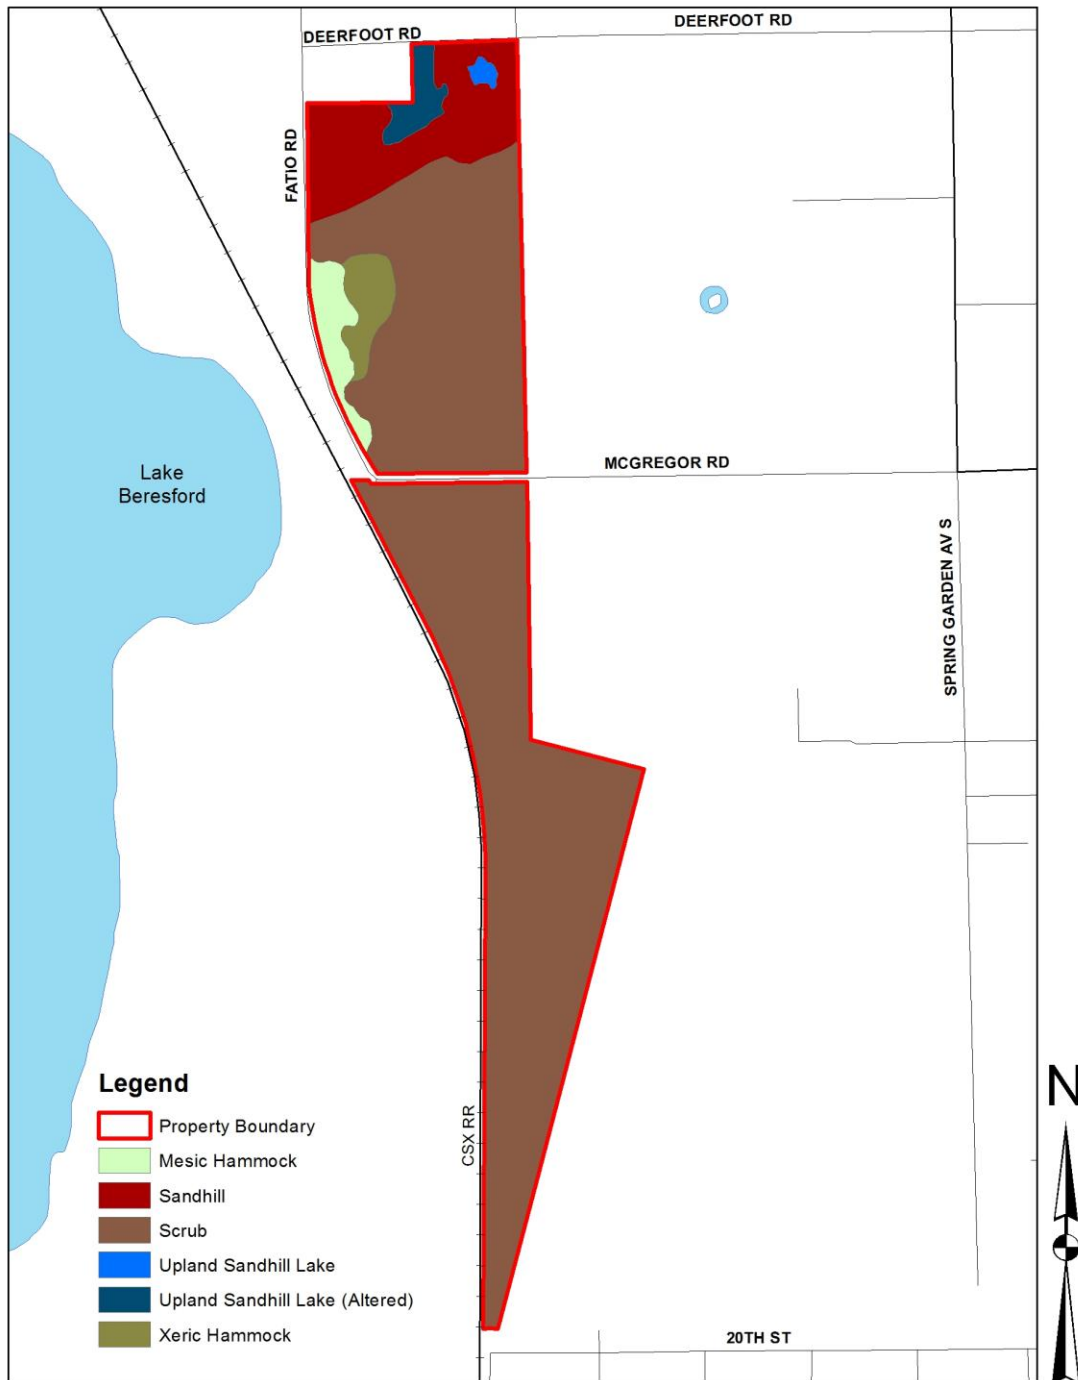 DEERFOOT RD
DEERFOOT RD
FATIO RD
Lake
Beresford
MCGREGOR RD
SPRING GARDEN AV S
Legend
Property Boundary
Mesic Hammock
Sandhill
Scrub
Upland Sandhill Lake
Upland Sandhill Lake (Altered)
Xeric Hammock
CSX RR
N
20TH ST